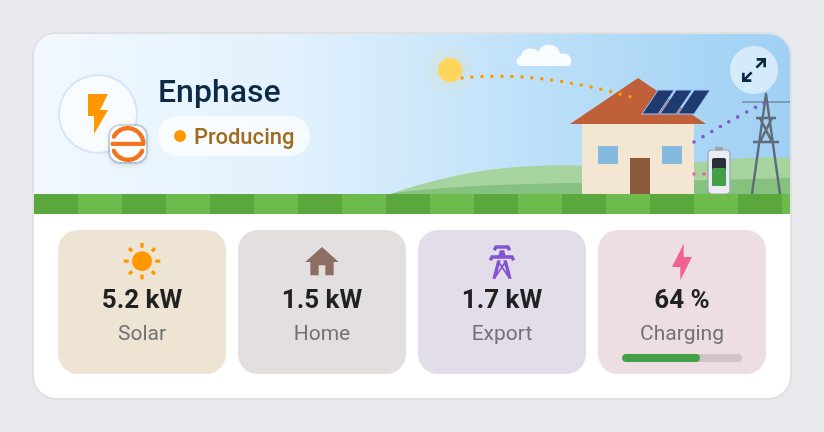 Enphase
Producing
5.2 kW
Solar
1.5 kW
Home
1.7 kW
Export
64 %
Charging